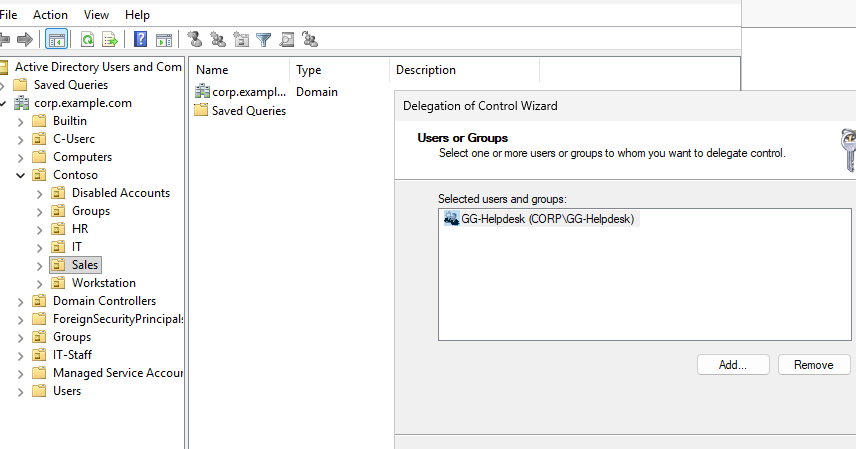 File Action View Help
Active Directory Users and Com
Saved Queries
corp.example.com
Builtin
C-Userc
Computers
Contoso
Disabled Accounts
Groups
HR
IT
Sales
Workstation
Domain Controllers
ForeignSecurityPrincipals
Groups
IT-Staff
Managed Service Accour
Users
Name Type Description
corp.exampl... Domain
Saved Queries
Delegation of Control Wizard
Users or Groups
Select one or more users or groups to whom you want to delegate control.
Selected users and groups:
GG-Helpdesk (CORP\GG-Helpdesk)
Add... Remove